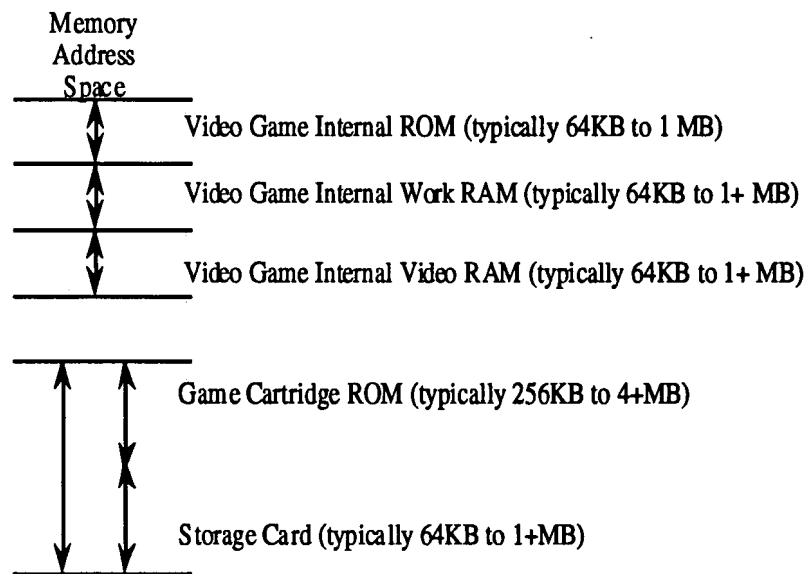 Memory
Address
Space
Video Game Internal ROM (typically 64KB to 1 MB)
Video Game Internal Work RAM (typically 64KB to 1+ MB)
Video Game Internal Video RAM (typically 64KB to 1+ MB)
Game Cartridge ROM (typically 256KB to 4+MB)
Storage Card (typically 64KB to 1+MB)